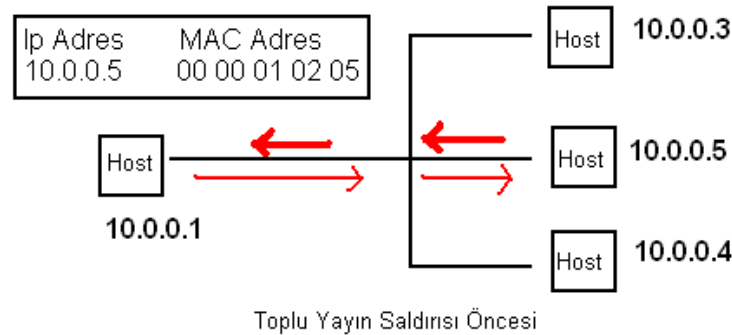 Ip Adres MAC Adres
10.0.0.5 00 00 01 02 05
Host 10.0.0.3
Host
10.0.0.1
Host 10.0.0.5
Host 10.0.0.4
Toplu Yayın Saldırısı Öncesi